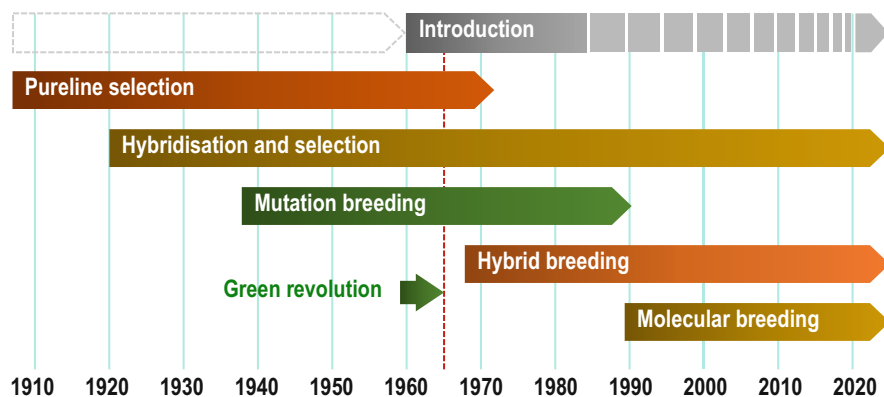 Introduction
Pureline selection
Hybridisation and selection
Mutation breeding
Hybrid breeding
Green revolution
Molecular breeding
1910 1920 1930 1940 1950 1960 1970 1980 1990 2000 2010 2020